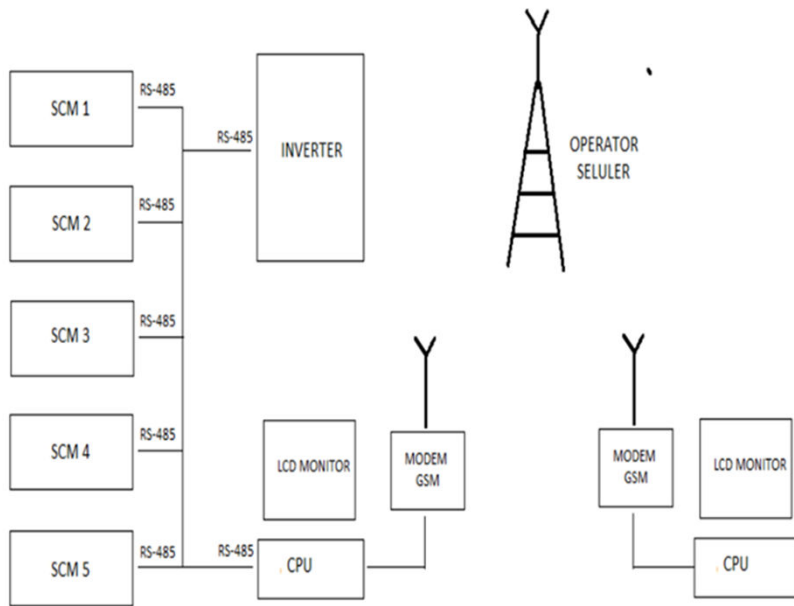 SCM 1
RS-485
SCM 2
RS-485
SCM 3
RS-485
SCM 4
RS-485
SCM 5
RS-485
RS-485
INVERTER
RS-485
CPU
LCD MONITOR
MODEM
GSM
OPERATOR
SELULER
MODEM
GSM
LCD MONITOR
CPU